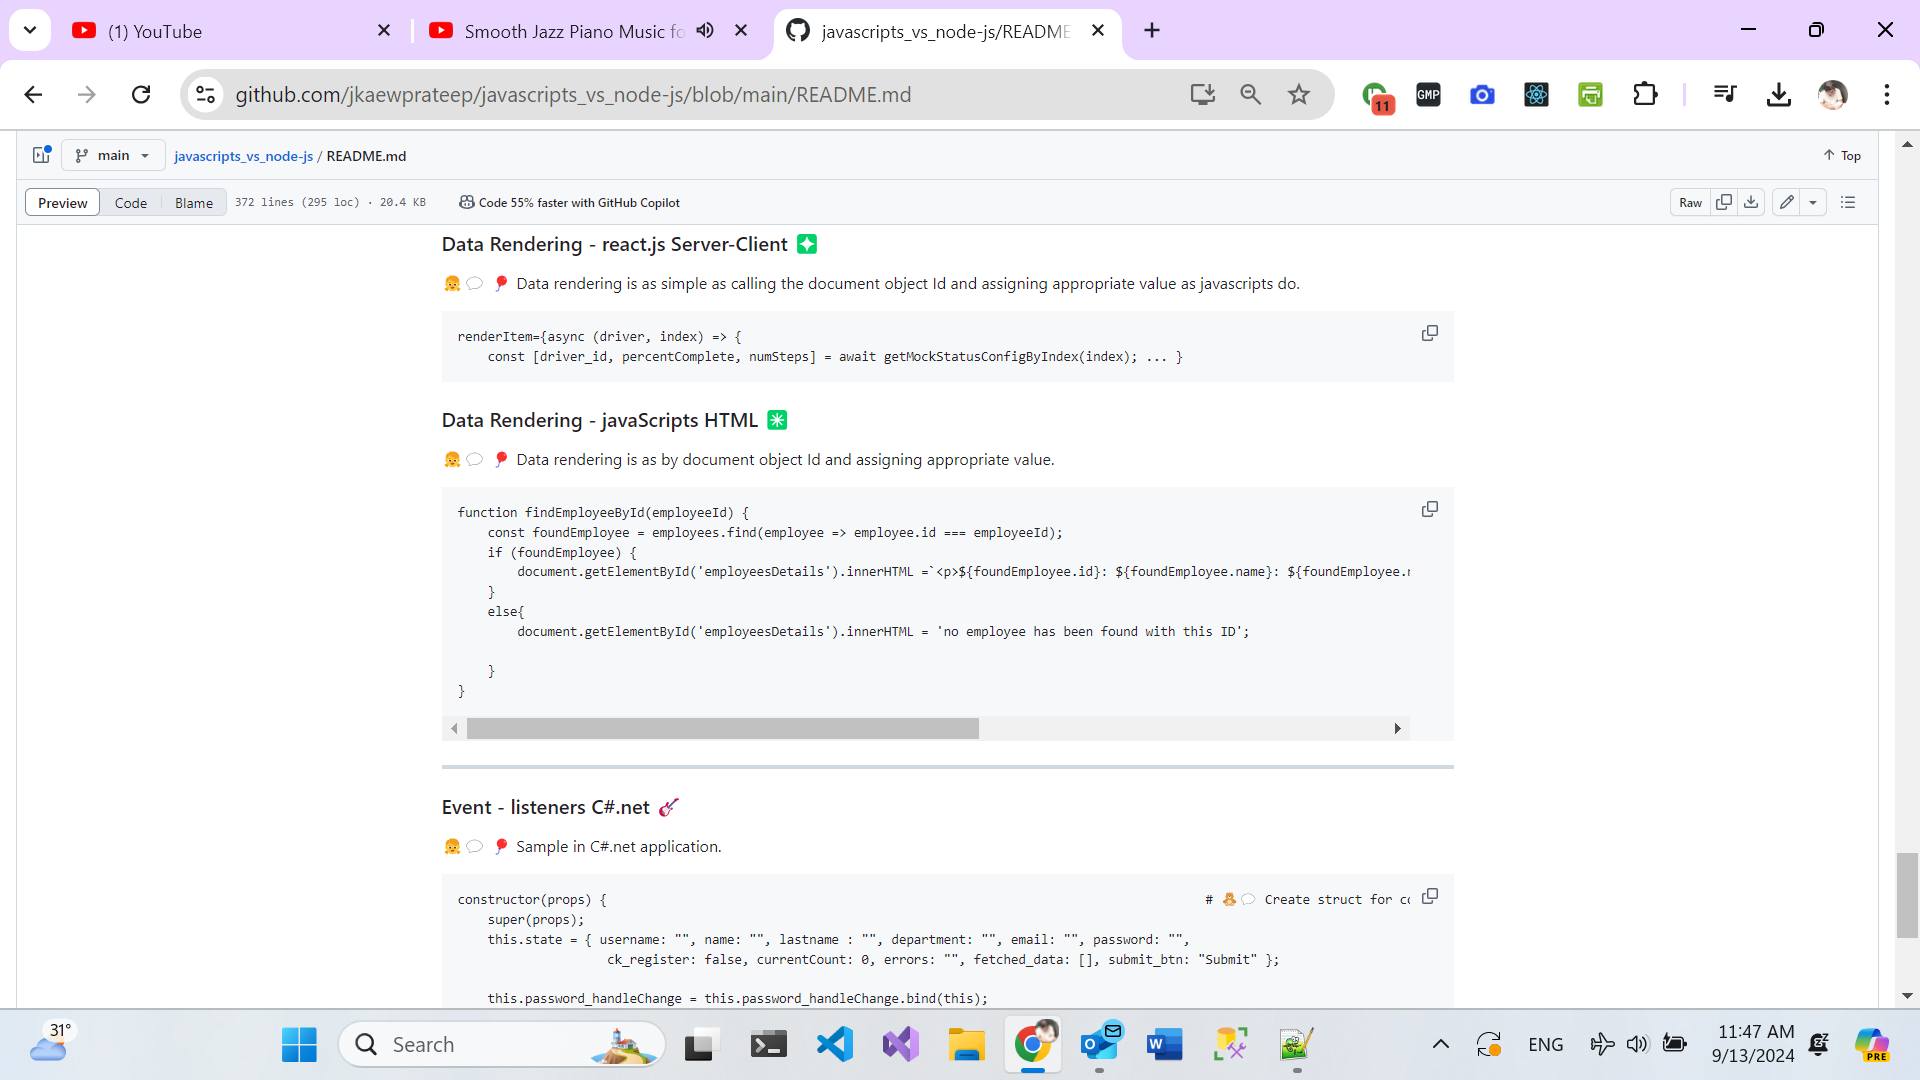 (1) YouTube
Smooth Jazz Piano Music fo
javascripts_vs_node-js/README
github.com/jkaewprateep/javascripts_vs_node-js/blob/main/README.md
11
GMP
main
javascripts_vs_node-js / README.md
Top
Preview
Code
Blame
372 lines (295 loc) · 20.4 KB
Code 55% faster with GitHub Copilot
Raw
Data Rendering - react.js Server-Client
Data rendering is as simple as calling the document object Id and assigning appropriate value as javascripts do.
renderItem={async (driver, index) => {
const [driver_id, percentComplete, numSteps] = await getMockStatusConfigByIndex(index); ... }
Data Rendering - javaScripts HTML
Data rendering is as by document object Id and assigning appropriate value.
function findEmployeeById(employeeId) {
const foundEmployee = employees.find(employee => employee.id === employeeId);
if (foundEmployee) {
document.getElementById('employeesDetails').innerHTML =`<p>${foundEmployee.id}: ${foundEmployee.name}: ${foundEmployee.
}
else{
document.getElementById('employeesDetails').innerHTML = 'no employee has been found with this ID';
}
}
Event - listeners C#.net
Sample in C#.net application.
constructor(props) { # Create struct for co
super(props);
this.state = { username: "", name: "", lastname : "", department: "", email: "", password: "",
ck_register: false, currentCount: 0, errors: "", fetched_data: [], submit_btn: "Submit" };
this.password_handleChange = this.password_handleChange.bind(this);
31°
Search
ENG
11:47 AM
9/13/2024
PRE